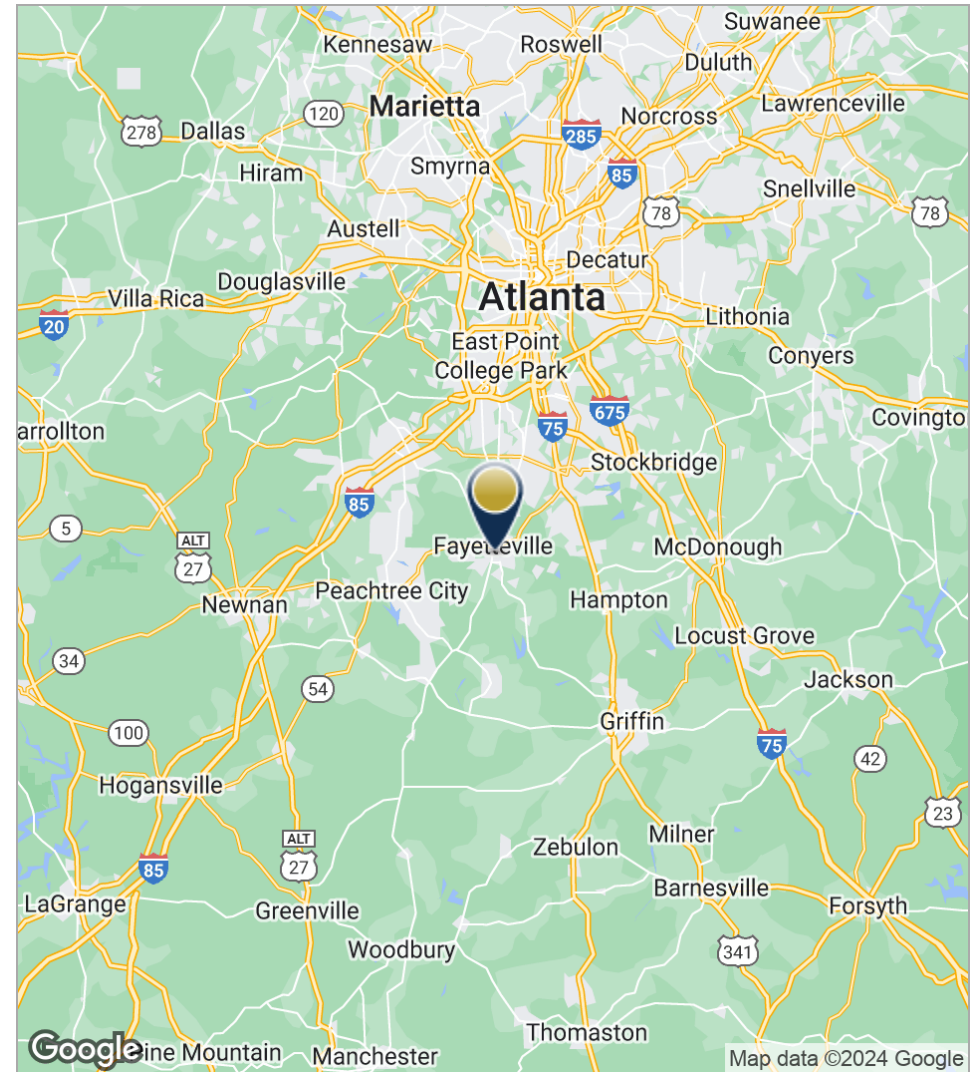 Suwanee
Kennesaw
Roswell
Duluth
Marietta
Lawrenceville
120
Norcross
278
Dallas
285
Smyrna
Hiram
85
Snellville
78
78
Austell
Decatur
Douglasville
Villa Rica
Atlanta
20
Lithonia
East Point
Conyers
College Park
675
Covingto
75
arrollton
Stockbridge
85
5
ALT
27
Fayetteville
McDonough
Peachtree City
Newnan
Hampton
Locust Grove
34
Jackson
54
Griffin
100
75
42
Hogansville
23
ALT
27
Milner
Zebulon
85
Barnesville
LaGrange
Greenville
Forsyth
Woodbury
341
Thomaston
Google
Pine Mountain
Manchester
Map data ©2024 Google